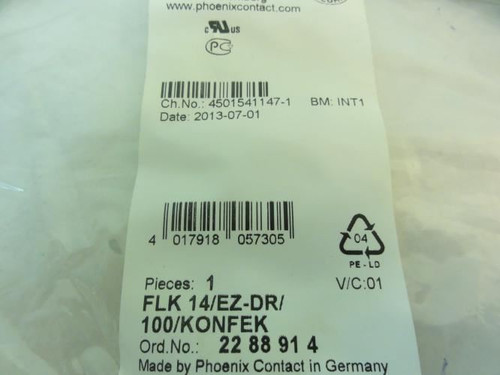 www.phoenixcontact.com
c RU us
PC
Ch.No.: 4501541147-1 BM: INT1
Date: 2013-07-01
4 017918 057305
04
PE-LD
Pieces: 1 V/C:01
FLK 14/EZ-DR/
100/KONFEK
Ord.No.: 22 88 91 4
Made by Phoenix Contact in Germany